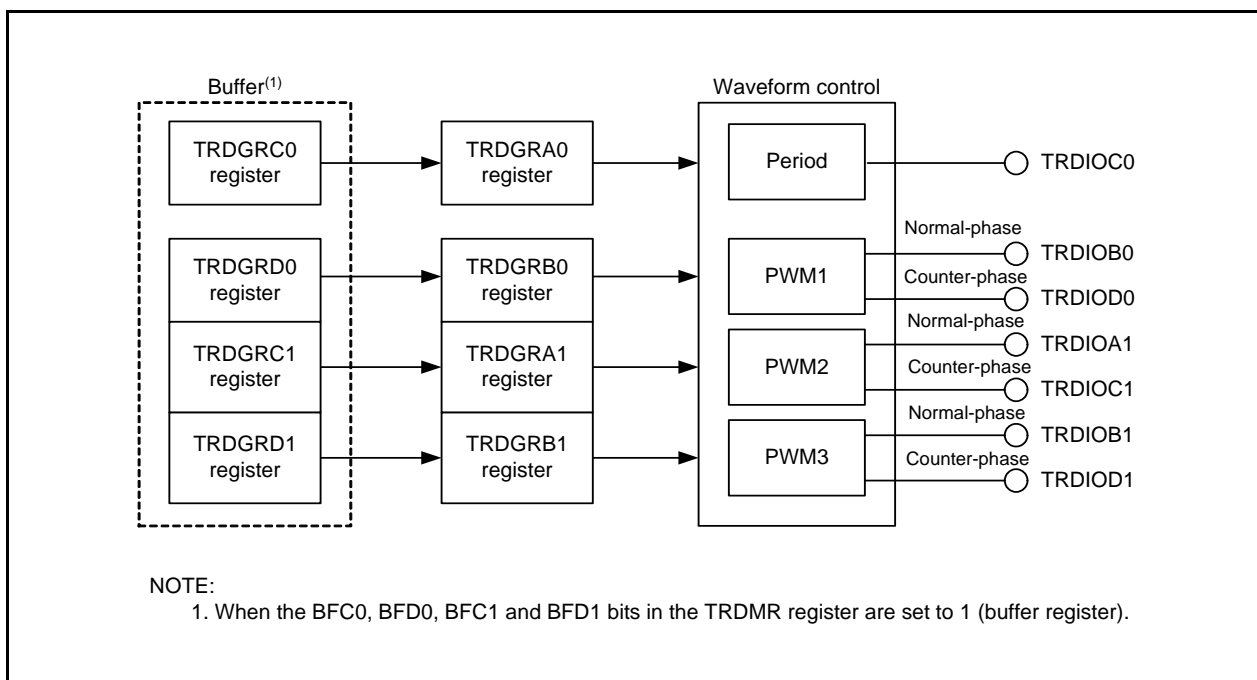 Buffer(1)
Waveform control
TRDGRC0
register
TRDGRA0
register
Period
TRDIOC0
TRDGRD0
register
TRDGRB0
register
PWM1
Normal-phase
TRDIOB0
Counter-phase
TRDIOD0
TRDGRC1
register
TRDGRA1
register
PWM2
Normal-phase
TRDIOA1
Counter-phase
TRDIOC1
TRDGRD1
register
TRDGRB1
register
PWM3
Normal-phase
TRDIOB1
Counter-phase
TRDIOD1
NOTE:
1. When the BFC0, BFD0, BFC1 and BFD1 bits in the TRDMR register are set to 1 (buffer register).